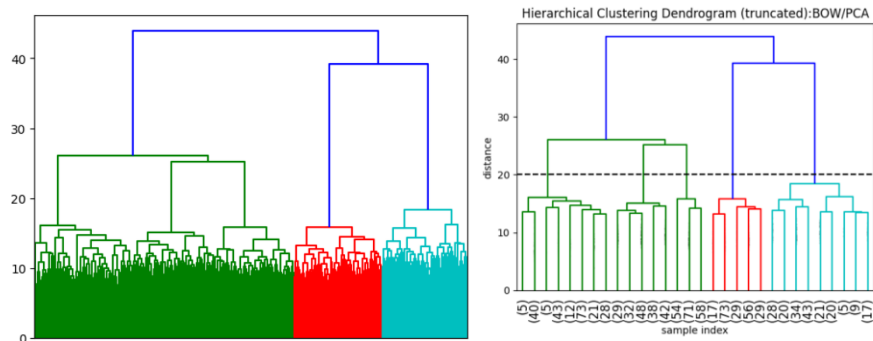 40
30
20
10
0
Hierarchical Clustering Dendrogram (truncated):BOW/PCA
distance
40
30
20
10
0
(5) (40) (5) (43) (12) (73) (21) (28) (29) (32) (48) (38) (42) (54) (71) (58) (17) (73) (29) (56) (29) (28) (20) (34) (43) (21) (20) (5) (9) (17)
sample index